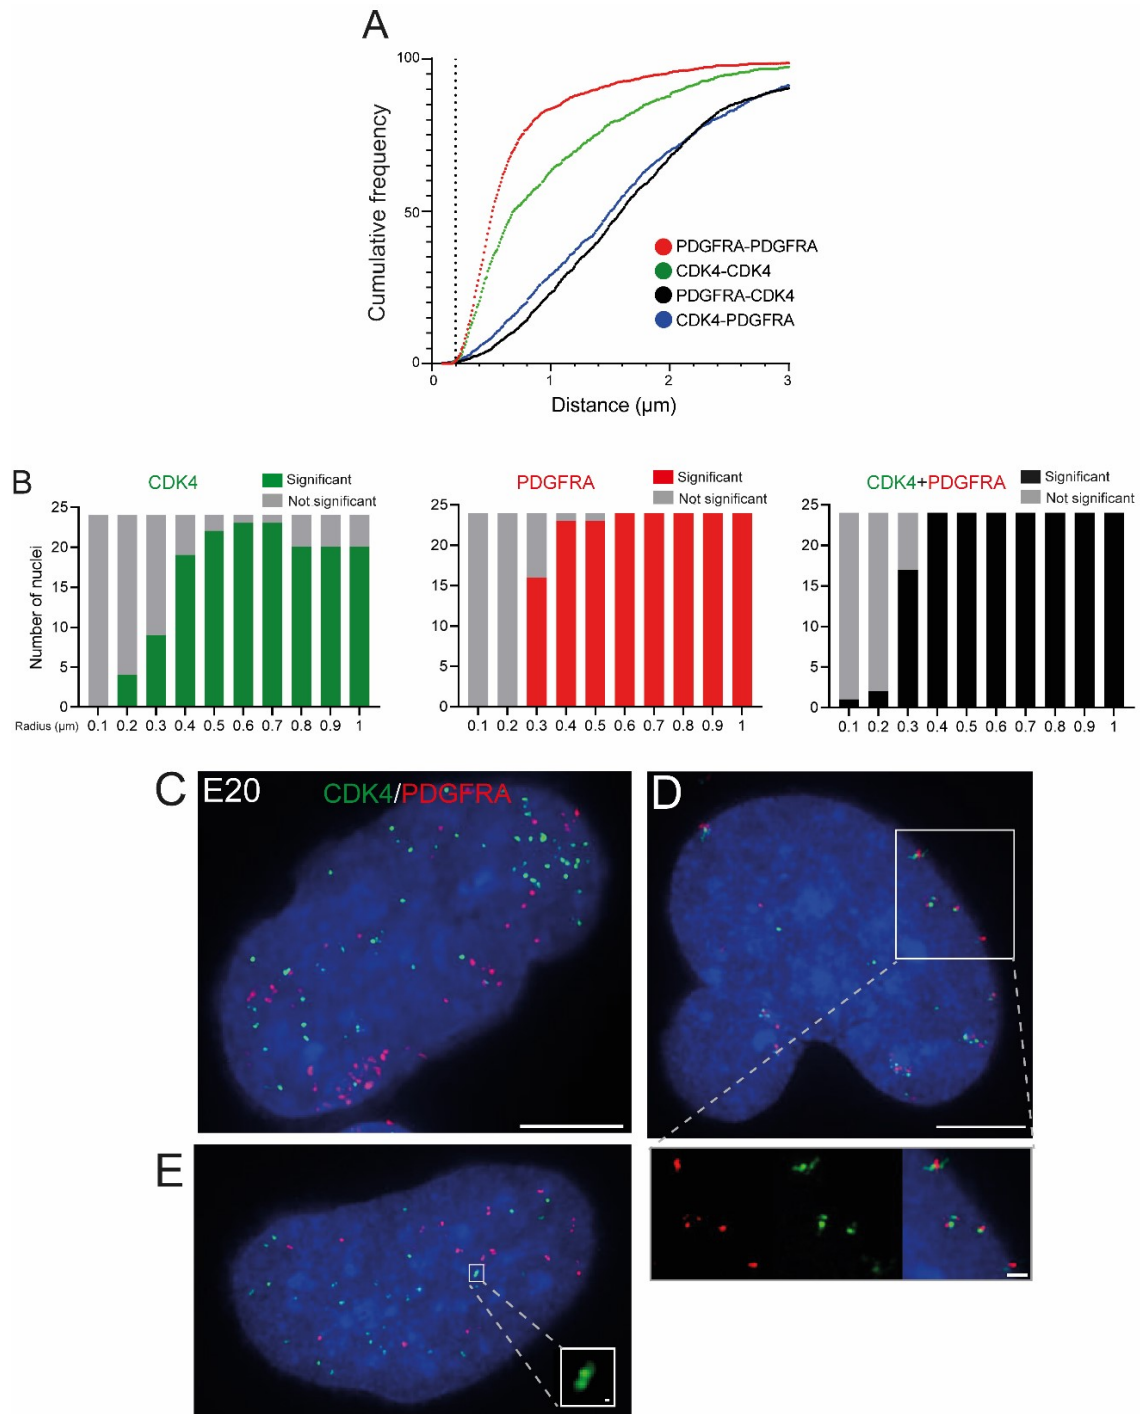 A
Cumulative frequency
100
50
0
0 1 2 3
Distance (µm)
PDGFRA-PDGFRA
CDK4-CDK4
PDGFRA-CDK4
CDK4-PDGFRA
B
CDK4
Significant
Not significant
Number of nuclei
25
20
15
10
5
0
Radius (µm) 0.1 0.2 0.3 0.4 0.5 0.6 0.7 0.8 0.9 1
PDGFRA
Significant
Not significant
25
20
15
10
5
0
0.1 0.2 0.3 0.4 0.5 0.6 0.7 0.8 0.9 1
CDK4+PDGFRA
Significant
Not significant
25
20
15
10
5
0
0.1 0.2 0.3 0.4 0.5 0.6 0.7 0.8 0.9 1
C
E20
CDK4/PDGFRA
D
E